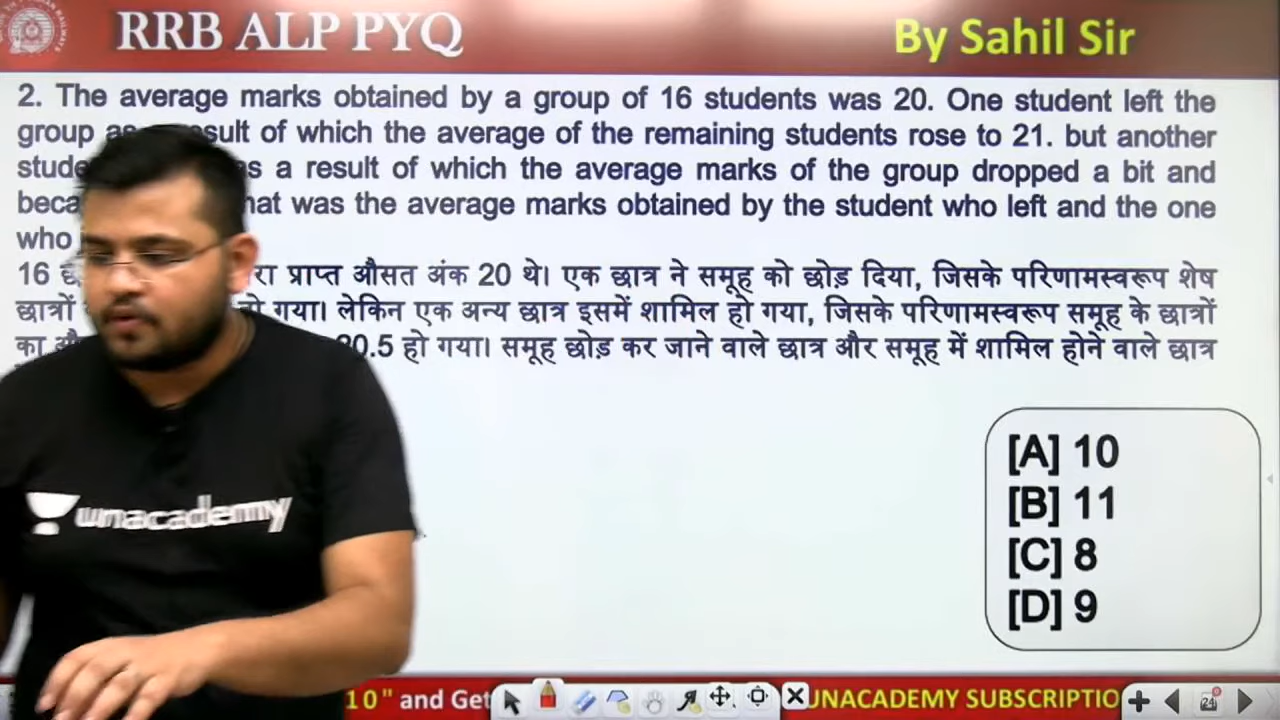 RRB ALP PYQ
By Sahil Sir
2. The average marks obtained by a group of 16 students was 20. One student left the
group as result of which the average of the remaining students rose to 21. but another
a result of which the average marks of the group dropped a bit and
was the average marks obtained by the student who left and the one
who
16 प्राप्त औसत अंक 20 थे। एक छात्र ने समूह को छोड़ दिया, जिसके परिणामस्वरूप शेष
छात्रों गया। लेकिन एक अन्य छात्र इसमें शामिल हो गया, जिसके परिणामस्वरूप समूह के छात्रों
का 20.5 हो गया। समूह छोड़ कर जाने वाले छात्र और समूह में शामिल होने वाले छात्र
[A] 10
[B] 11
[C] 8
[D] 9
unacademy
10" and Get
UNACADEMY SUBSCRIPTIO
24